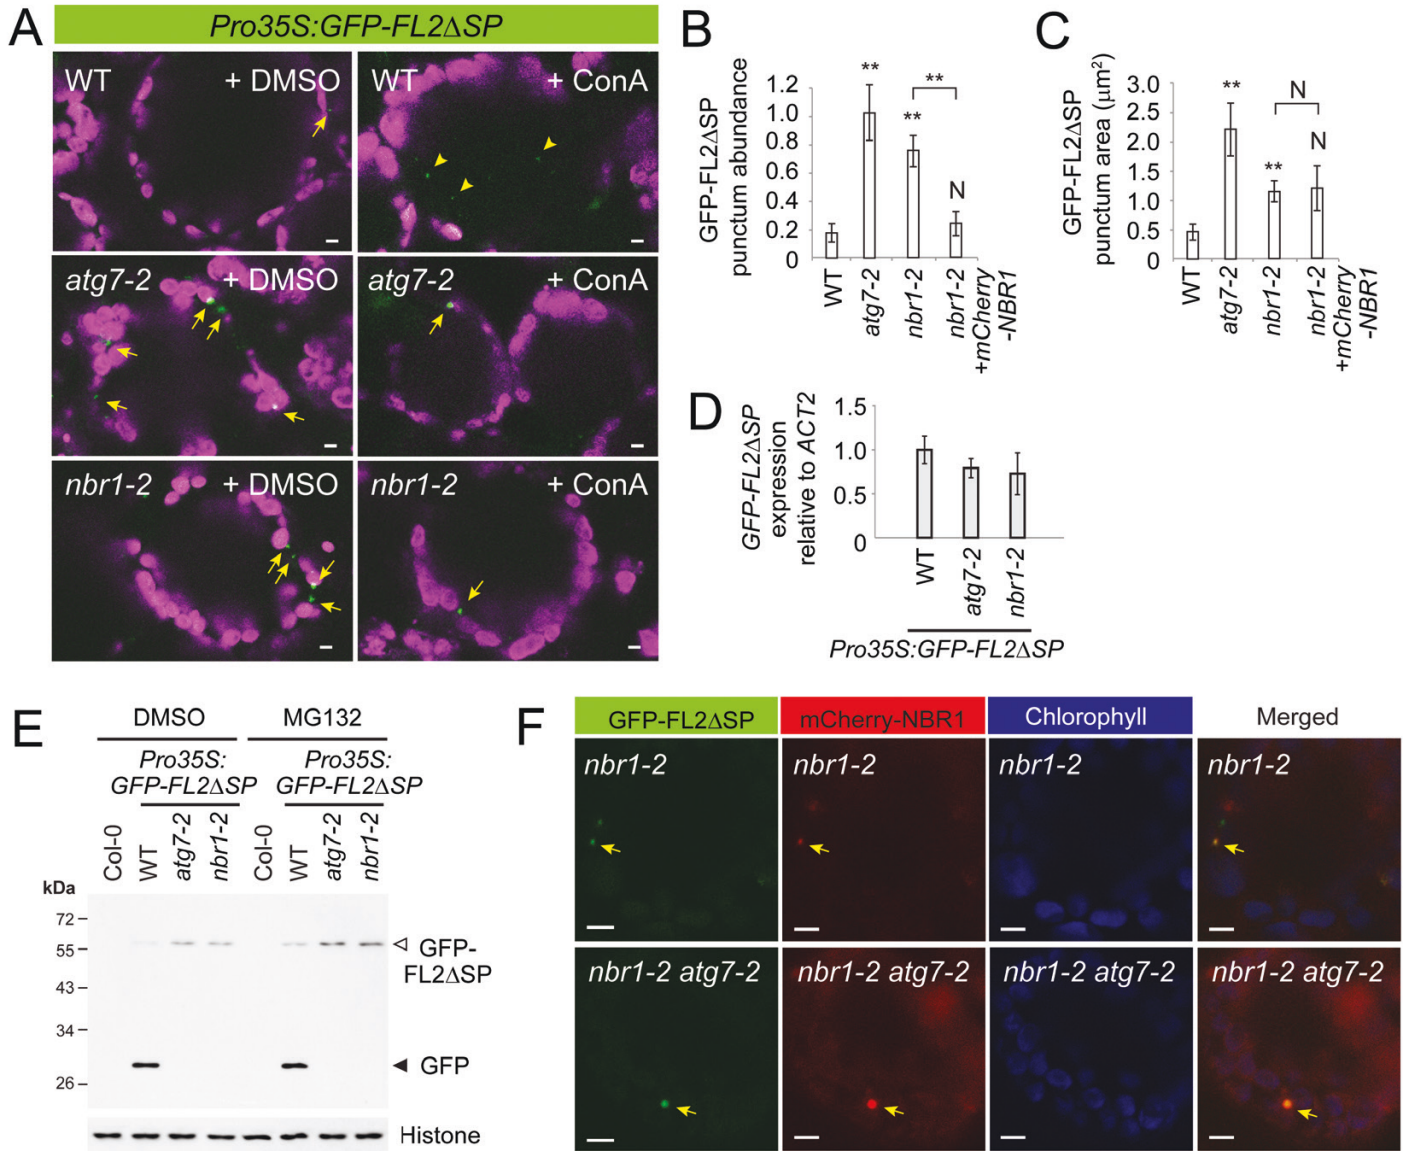 A
Pro35S:GFP-FL2ΔSP
WT + DMSO
WT + ConA
atg7-2 + DMSO
atg7-2 + ConA
nbr1-2 + DMSO
nbr1-2 + ConA
B
GFP-FL2ΔSP
punctum abundance
1.2
1.0
0.8
0.6
0.4
0.2
0
**
**
**
N
WT
atg7-2
nbr1-2
nbr1-2
+mCherry
-NBR1
C
GFP-FL2ΔSP
punctum area (μm²)
3.0
2.5
2.0
1.5
1.0
0.5
0
**
**
N
N
WT
atg7-2
nbr1-2
nbr1-2
+mCherry
-NBR1
D
GFP-FL2ΔSP
expression
relative to ACT2
1.5
1.0
0.5
0
WT
atg7-2
nbr1-2
Pro35S:GFP-FL2ΔSP
E
DMSO MG132
Pro35S: Pro35S:
GFP-FL2ΔSP GFP-FL2ΔSP
Col-0
WT
atg7-2
nbr1-2
Col-0
WT
atg7-2
nbr1-2
kDa
72
55
43
34
26
GFP-
FL2ΔSP
GFP
Histone
F
GFP-FL2ΔSP mCherry-NBR1 Chlorophyll Merged
nbr1-2 nbr1-2 nbr1-2 nbr1-2
nbr1-2 atg7-2 nbr1-2 atg7-2 nbr1-2 atg7-2 nbr1-2 atg7-2